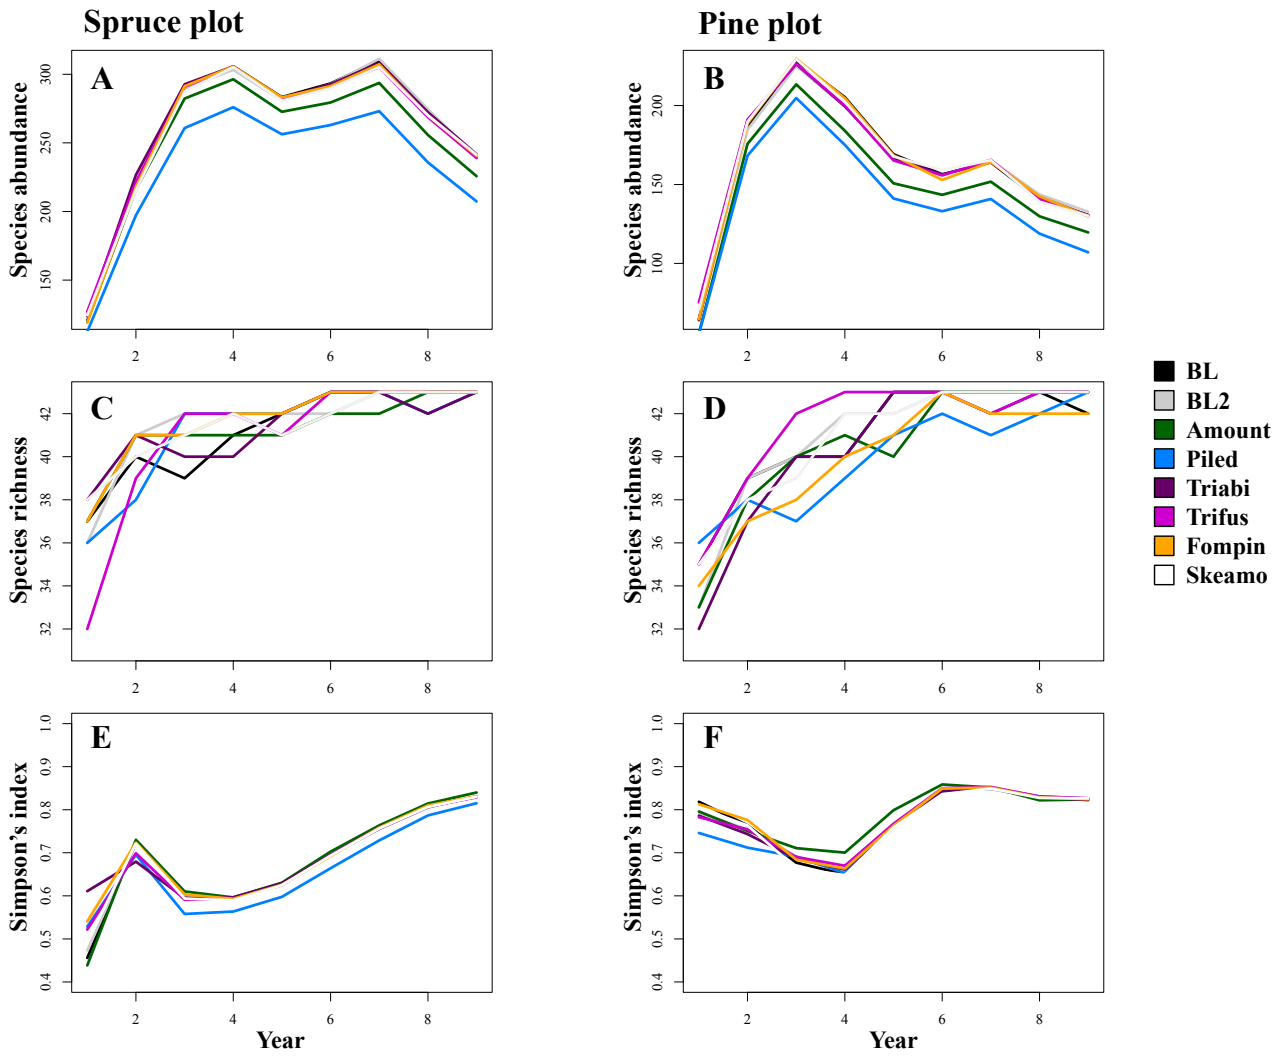 Spruce plot
Pine plot
A
Species abundance
300
250
200
150
2 4 6 8
B
Species abundance
200
150
100
2 4 6 8
C
Species richness
42
40
38
36
34
32
2 4 6 8
D
Species richness
42
40
38
36
34
32
2 4 6 8
BL
BL2
Amount
Piled
Triabi
Trifus
Fompin
Skeamo
E
Simpson's index
1.0
0.9
0.8
0.7
0.6
0.5
0.4
2 4 6 8
Year
F
Simpson's index
1.0
0.9
0.8
0.7
0.6
0.5
0.4
2 4 6 8
Year